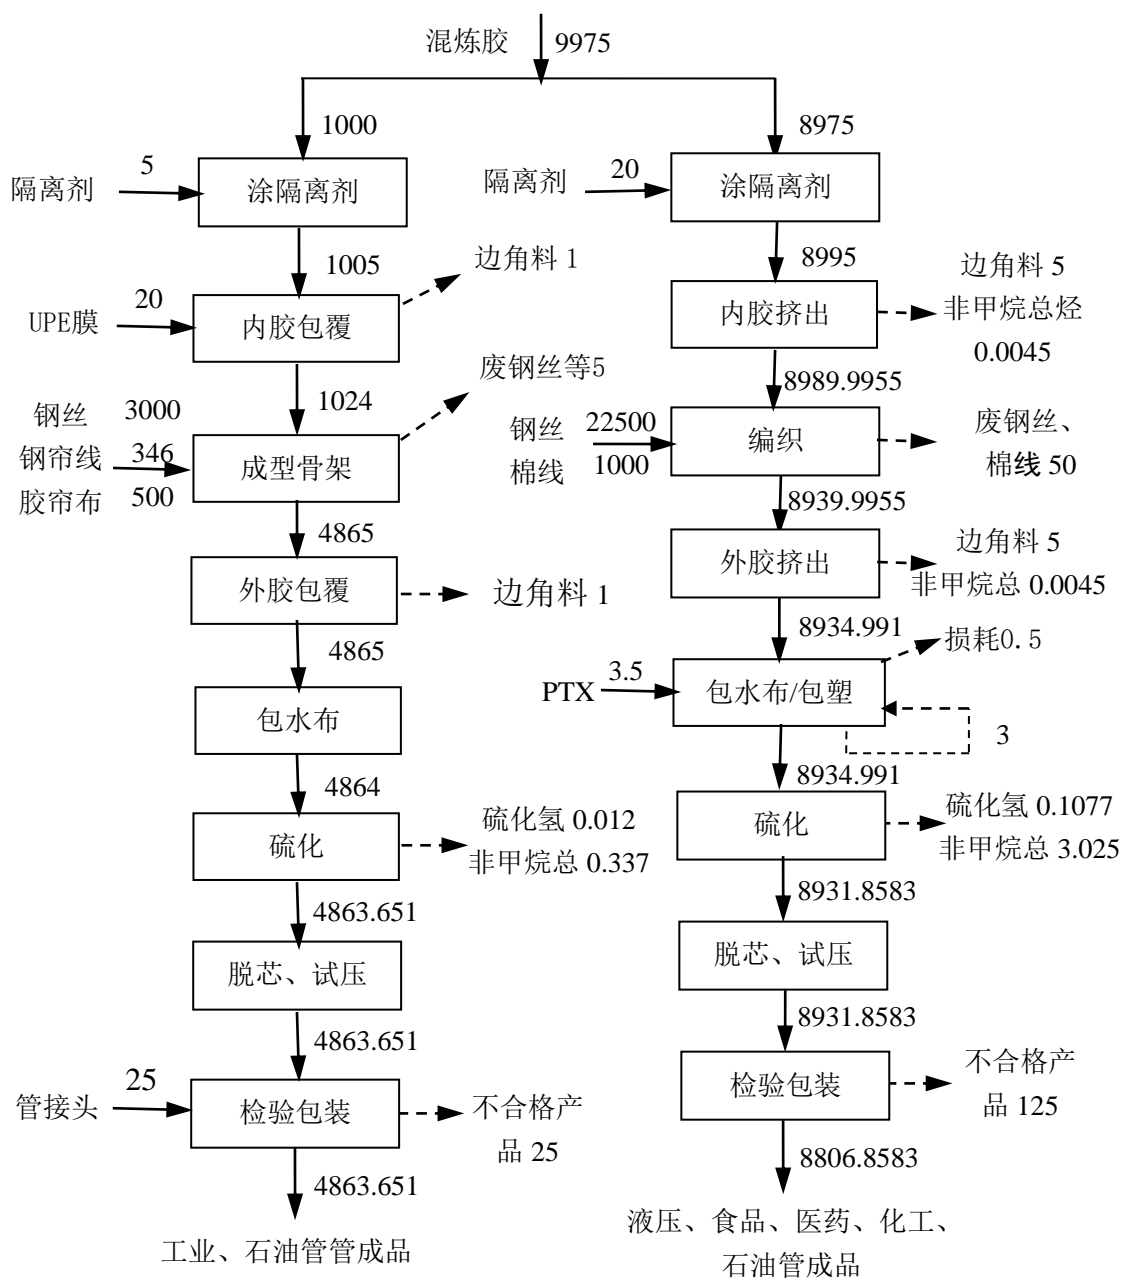 混炼胶
9975
1000
8975
隔离剂
5
涂隔离剂
隔离剂
20
涂隔离剂
1005
边角料 1
8995
边角料 5
非甲烷总烃
0.0045
UPE膜
20
内胶包覆
内胶挤出
1024
废钢丝等5
8989.9955
钢丝
3000
钢帘线
346
胶帘布
500
成型骨架
钢丝
22500
棉线
1000
编织
废钢丝、
棉线 50
4865
8939.9955
外胶包覆
边角料 1
外胶挤出
边角料 5
非甲烷总 0.0045
4865
8934.991
损耗0.5
包水布
PTX
3.5
包水布/包塑
3
4864
8934.991
硫化
硫化氢 0.012
非甲烷总 0.337
硫化
硫化氢 0.1077
非甲烷总 3.025
4863.651
8931.8583
脱芯、试压
脱芯、试压
4863.651
8931.8583
管接头
25
检验包装
不合格产
品 25
检验包装
不合格产
品 125
4863.651
8806.8583
工业、石油管管成品
液压、食品、医药、化工、
石油管成品